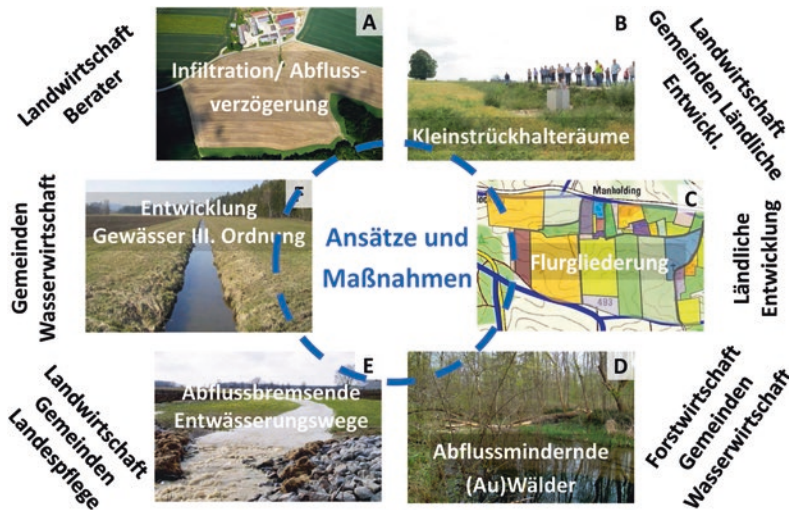 Landwirtschaft
Berater
A
Infiltration/ Abfluss-
verzögerung
B
Kleinstrückhalteräume
Landwirtschaft
Gemeinden Ländliche
Entwickl.
Gemeinden
Wasserwirtschaft
Entwicklung
Gewässer III. Ordnung
Ansätze und
Maßnahmen
Manholding
C
Flurgliederung
493
Ländliche
Entwicklung
Landwirtschaft
Gemeinden
Landespflege
E
Abflussbremsende
Entwässerungswege
D
Abflussmindernde
(Au)Wälder
Forstwirtschaft
Gemeinden
Wasserwirtschaft